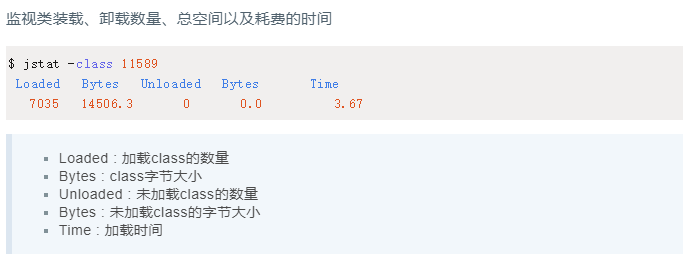 监视类装载、卸载数量、总空间以及耗费的时间
$ jstat -class 11589
Loaded Bytes Unloaded Bytes Time
7035 14506.3 0 0.0 3.67
Loaded : 加载class的数量
Bytes : class字节大小
Unloaded : 未加载class的数量
Bytes : 未加载class的字节大小
Time : 加载时间